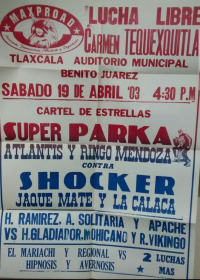 MAXPROAD
LUCHA LIBRE
CARMEN TEQUEXQUITLA
TLAXCALA AUDITORIO MUNICIPAL
BENITO JUAREZ
SABADO 19 DE ABRIL '03 4:30 P.M
CARTEL DE ESTRELLAS
SUPER PARKA
ATLANTIS Y RINGO MENDOZA
CONTRA
SHOCKER
JAQUE MATE Y LA CALACA
H. RAMIREZ. A. SOLITARIA Y APACHE
VS H.GLADIADOR.MOHICANO Y R.VIKINGO
EL MARIACHI Y REGIONAL VS
HIPNOSIS Y AVERNOSIS
2 LUCHAS
MAS